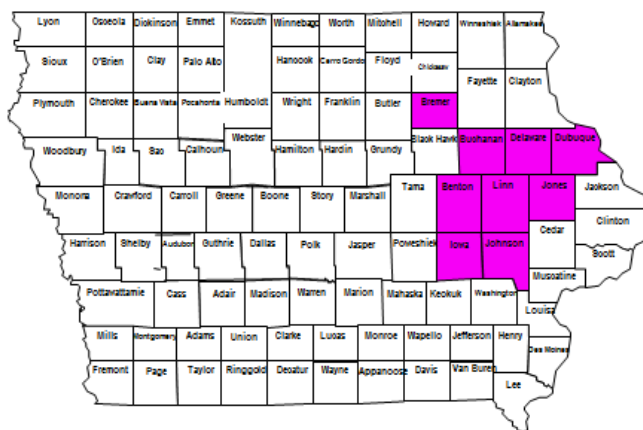 Lyon Osceola Dickinson Emmet Kossuth Winnebago Worth Mitchell Howard Winneshiek Allamakee
Sioux O'Brien Clay Palo Alto Hancock Cerro Gordo Floyd Chickasaw
Fayette Clayton
Plymouth Cherokee Buena Vista Pocahonta Humboldt Wright Franklin Butler Bremer
Woodbury Ida Sac Calhoun Webster Hamilton Hardin Grundy Black Hawk Buchanan Delaware Dubuque
Monona Crawford Carroll Greene Boone Story Marshall Tama Benton Linn Jones Jackson
Clinton
Harrison Shelby Audubon Guthrie Dallas Polk Jasper Poweshiek Iowa Johnson Cedar
Scott
Muscatine
Pottawattamie Cass Adair Madison Warren Marion Mahaska Keokuk Washington
Louisa
Mills Montgomery Adams Union Clarke Lucas Monroe Wapello Jefferson Henry
Des Moines
Fremont Page Taylor Ringgold Decatur Wayne Appanoose Davis Van Buren
Lee